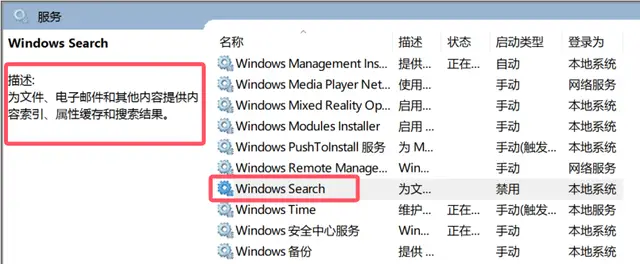 服务
Windows Search
描述:
为文件、电子邮件和其他内容提供内
容索引、属性缓存和搜索结果。
名称 描述 状态 启动类型 登录为
Windows Management Ins... 提供... 正在... 自动 本地系统
Windows Media Player Net... 使用... 手动 网络服务
Windows Mixed Reality Op... 启用 ... 手动 本地系统
Windows Modules Installer 启用 ... 手动 本地系统
Windows PushToInstall 服务 为 M... 手动(触发... 本地系统
Windows Remote Manage... Win... 手动 网络服务
Windows Search 为文... 禁用 本地系统
Windows Time 维护... 正在... 手动(触发... 本地服务
Windows 安全中心服务 Win... 正在... 手动 本地系统
Windows 备份 提供 ... 手动 本地系统